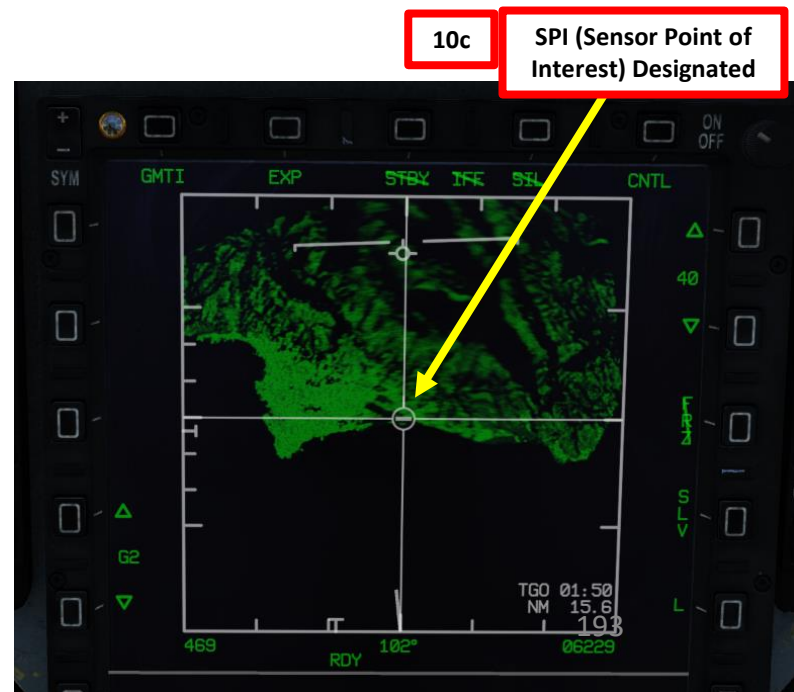 10c
SPI (Sensor Point of
Interest) Designated
ON
OFF
SYM
GMTI EXP STBY IFF SIL CNTL
40
FRZ
SLV
G2
TGO 01:50
NM 15.6
L
193
469 102° 06229
RDY